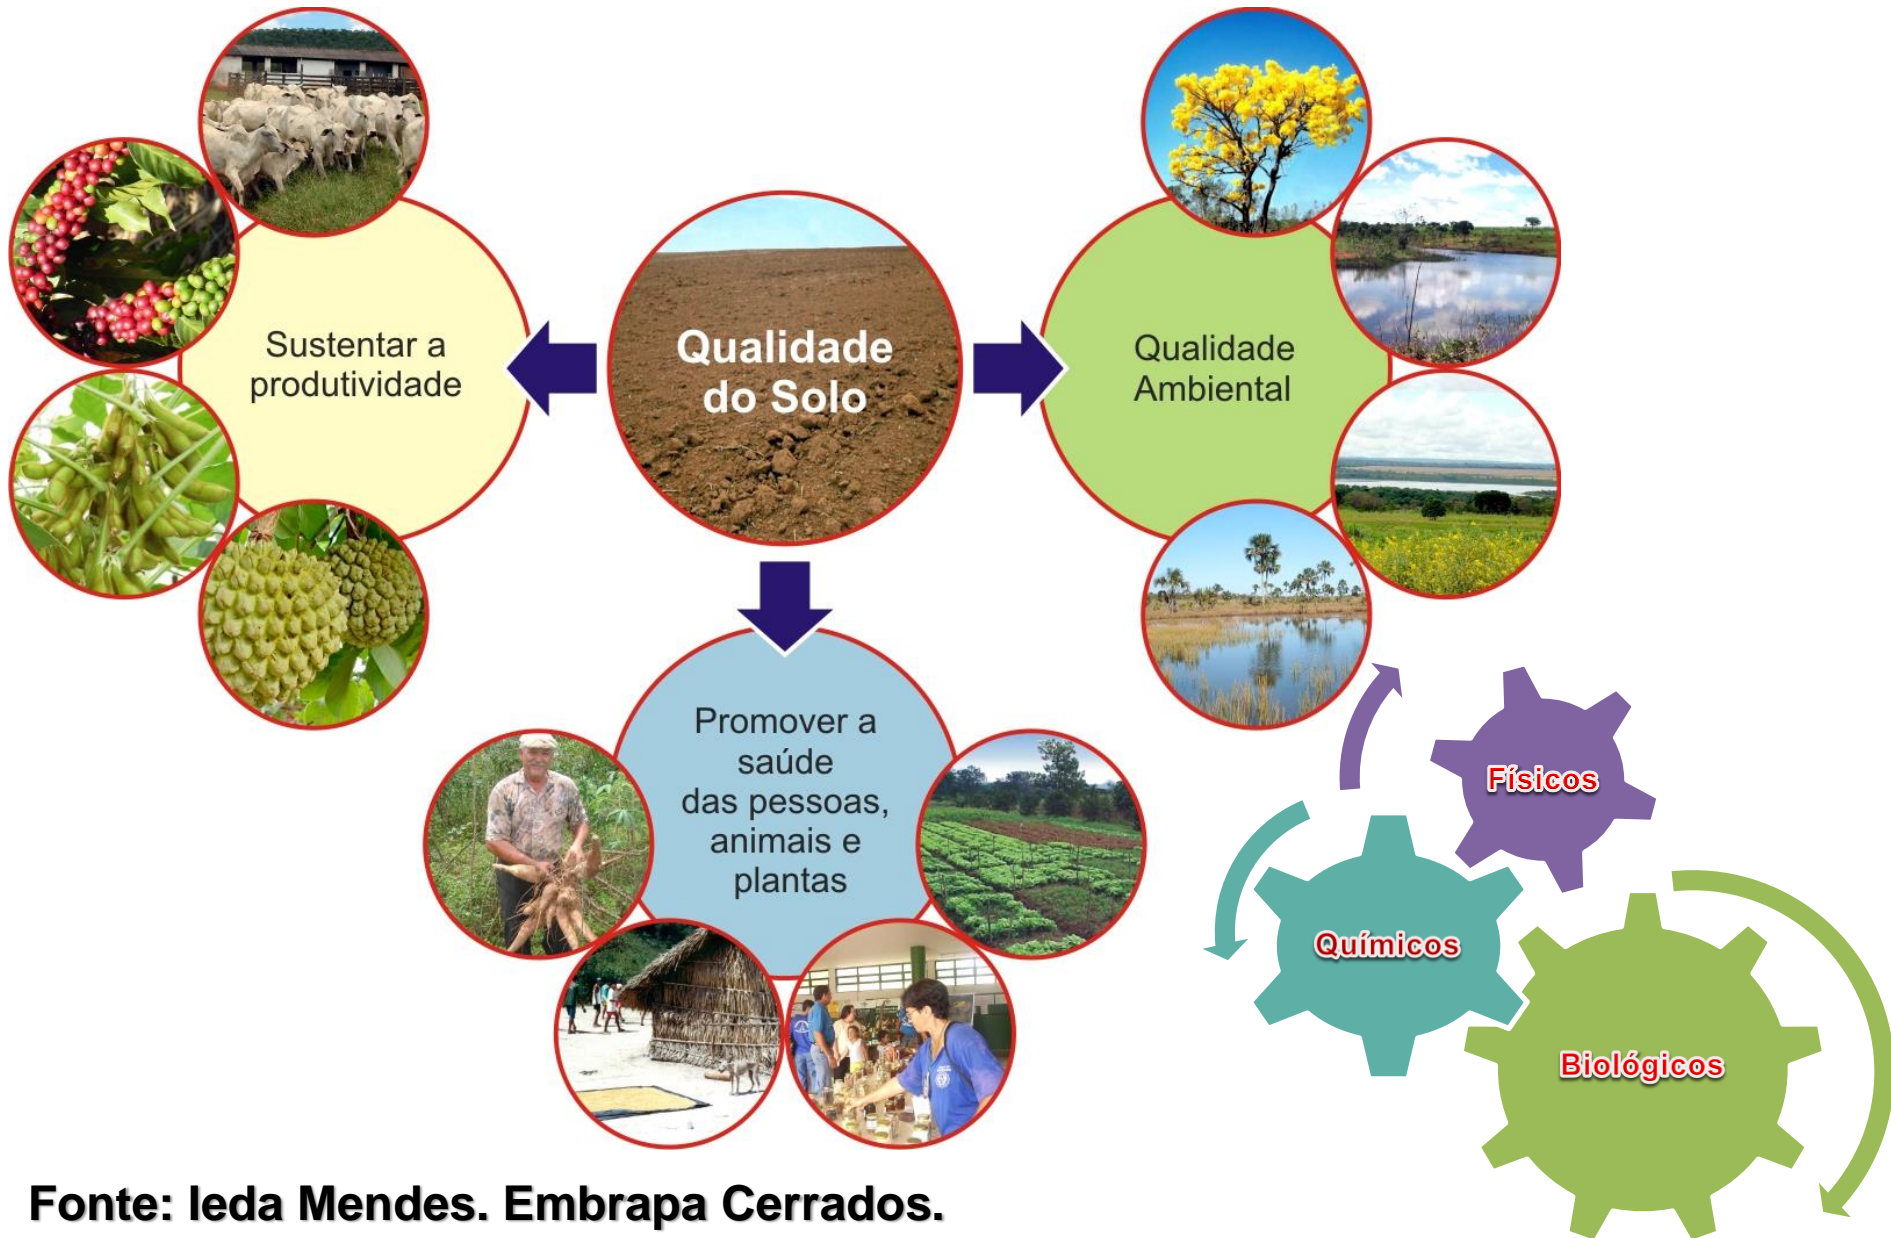 Sustentar a
produtividade
Qualidade
do Solo
Qualidade
Ambiental
Promover a
saúde
das pessoas,
animais e
plantas
Físicos
Químicos
Biológicos
Fonte: Ieda Mendes. Embrapa Cerrados.